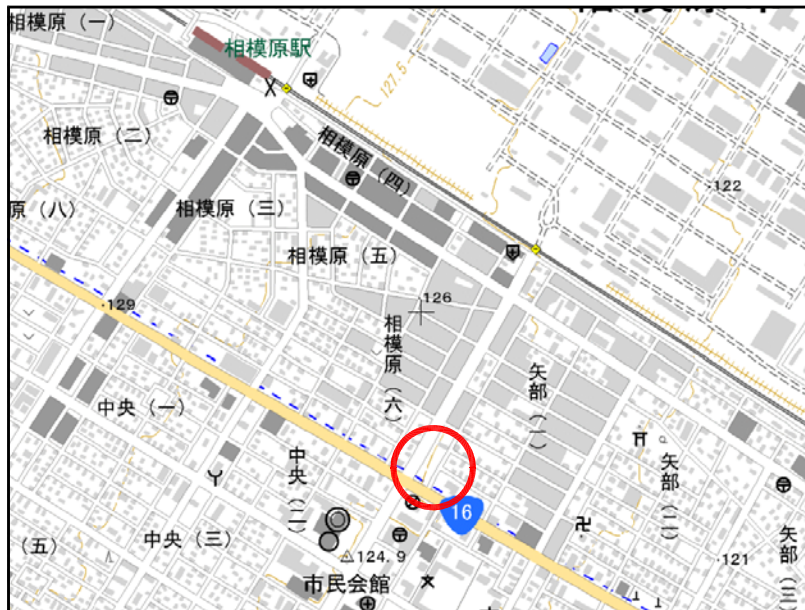 相模原（一）
相模原駅
127.5
相模原（二）
相模原（四）
・122
原（八）
相模原（三）
相模原（五）
・126
・129
相模原（六）
矢部（一）
中央（一）
中央（二）
矢部（二）
16
（五）
中央（三）
124.9
・121
矢部（三）
市民会館